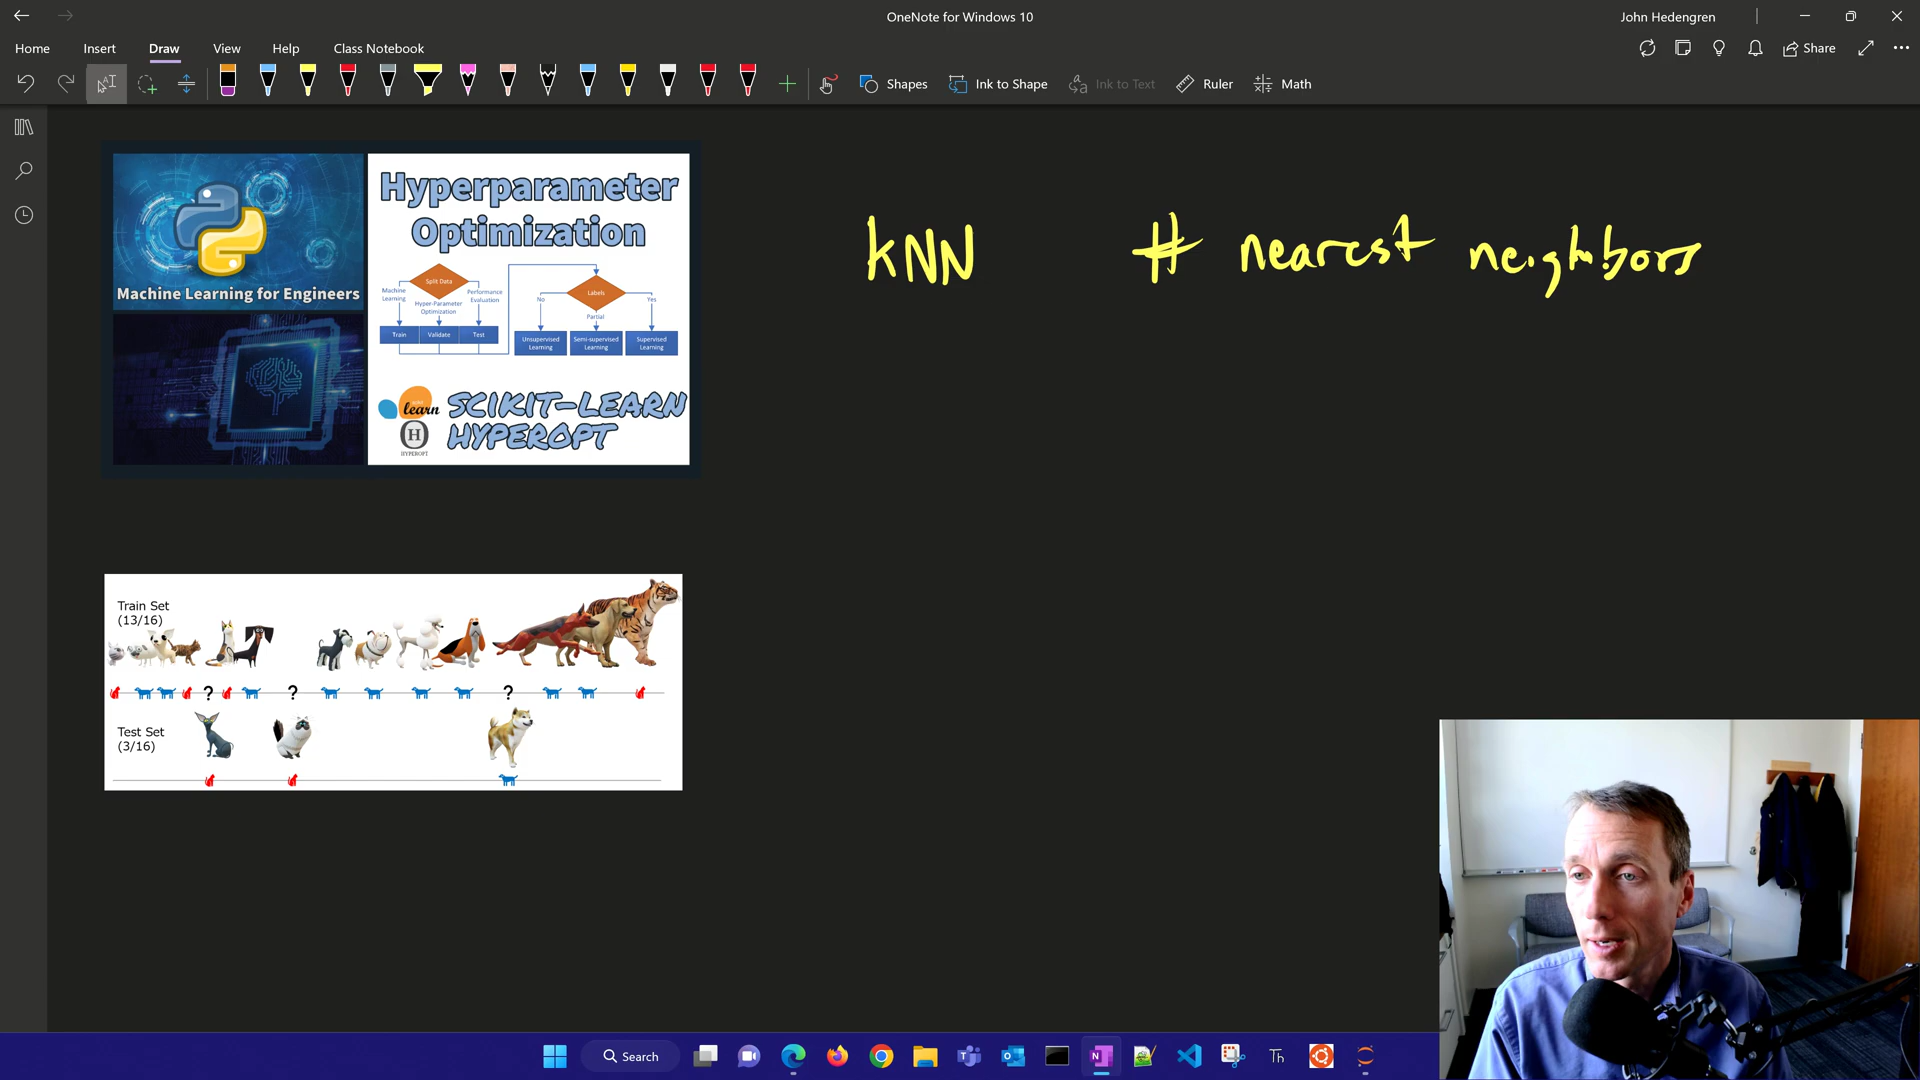 OneNote for Windows 10
John Hedengren
Home
Insert
Draw
View
Help
Class Notebook
Share
Shapes
Ink to Shape
Ink to Text
Ruler
Math
Machine Learning for Engineers
Hyperparameter
Optimization
Split Data
Machine
Learning
Hyper-Parameter
Optimization
Performance
Evaluation
Train
Validate
Test
Labels
No
Partial
Yes
Unsupervised
Learning
Semi-supervised
Learning
Supervised
Learning
learn
SCIKIT-LEARN
HYPEROPT
H
HYPEROPT
kNN
# nearest neighbors
Train Set
(13/16)
? ? ?
Test Set
(3/16)
Search
Th